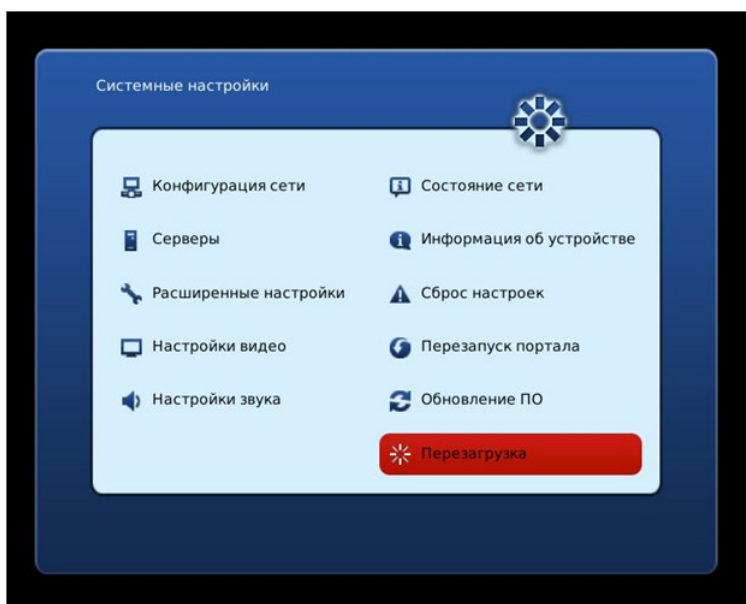 Системные настройки
Конфигурация сети
Состояние сети
Серверы
Информация об устройстве
Расширенные настройки
Сброс настроек
Настройки видео
Перезапуск портала
Настройки звука
Обновление ПО
Перезагрузка